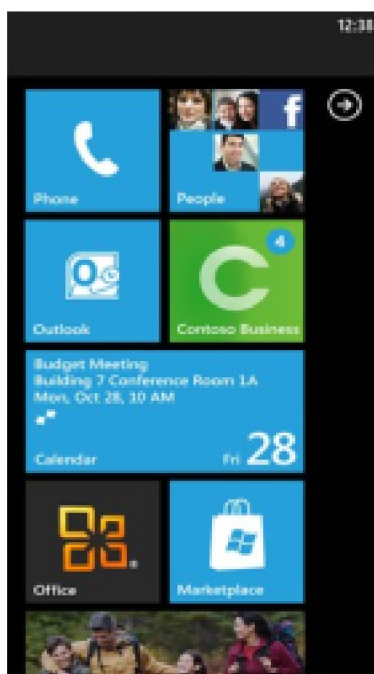 12:38
Phone
People
f
Outlook
O
Contoso Business
C
4
Budget Meeting
Building 7 Conference Room 1A
Mon, Oct 28, 10 AM
Calendar
Fri 28
Office
Marketplace